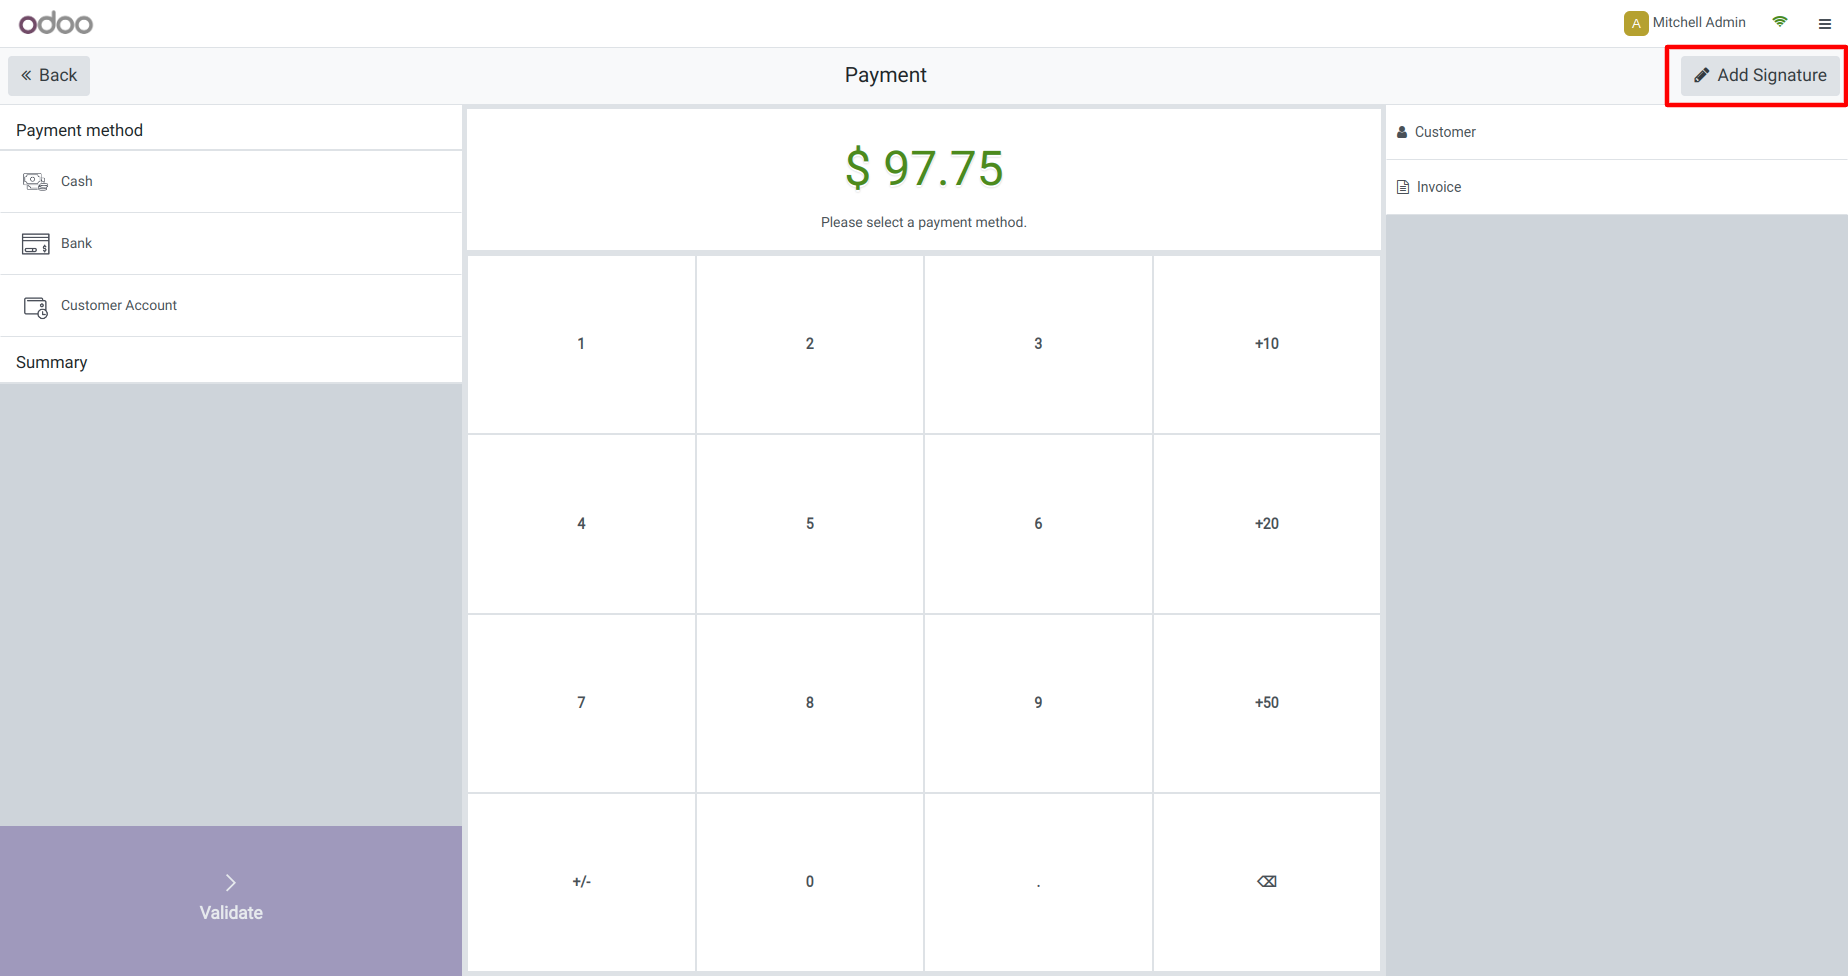 odoo
A Mitchell Admin
Back
Payment
Add Signature
Payment method
Cash
Bank
Customer Account
Summary
Validate
$ 97.75
Please select a payment method.
1 2 3 +10
4 5 6 +20
7 8 9 +50
+/- 0 . ⌫
Customer
Invoice